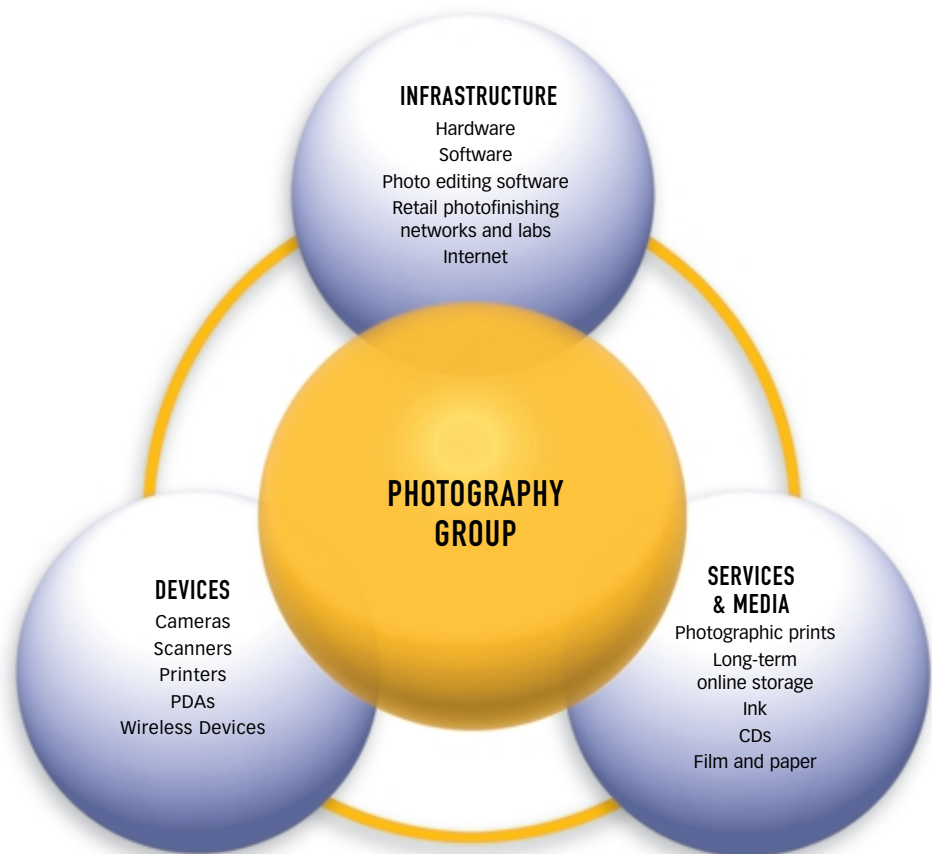 INFRASTRUCTURE
Hardware
Software
Photo editing software
Retail photofinishing
networks and labs
Internet
PHOTOGRAPHY
GROUP
DEVICES
Cameras
Scanners
Printers
PDAs
Wireless Devices
SERVICES
& MEDIA
Photographic prints
Long-term
online storage
Ink
CDs
Film and paper